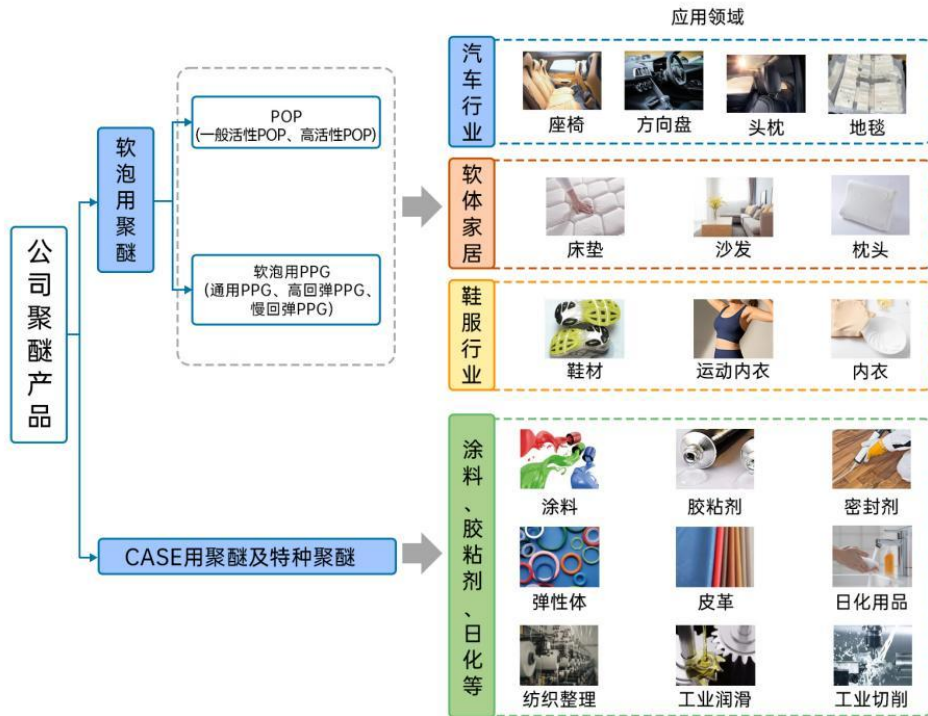 应用领域
公司聚醚产品
软泡用聚醚
POP
(一般活性POP、高活性POP)
软泡用PPG
(通用PPG、高回弹PPG、
慢回弹PPG)
CASE用聚醚及特种聚醚
汽车行业
座椅
方向盘
头枕
地毯
软体家居
床垫
沙发
枕头
鞋服行业
鞋材
运动内衣
内衣
涂料、胶粘剂、日化等
涂料
胶粘剂
密封剂
弹性体
皮革
日化用品
纺织整理
工业润滑
工业切削